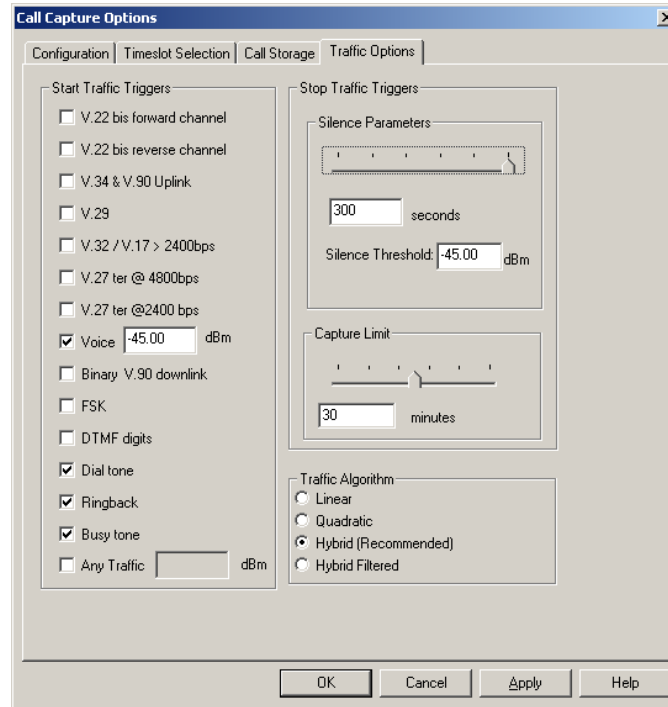 Call Capture Options
Configuration Timeslot Selection Call Storage Traffic Options
Start Traffic Triggers
V.22 bis forward channel
V.22 bis reverse channel
V.34 & V.90 Uplink
V.29
V.32 / V.17 > 2400bps
V.27 ter @ 4800bps
V.27 ter @2400 bps
Voice -45.00 dBm
Binary V.90 downlink
FSK
DTMF digits
Dial tone
Ringback
Busy tone
Any Traffic dBm
Stop Traffic Triggers
Silence Parameters
300 seconds
Silence Threshold: -45.00 dBm
Capture Limit
30 minutes
Traffic Algorithm
Linear
Quadratic
Hybrid (Recommended)
Hybrid Filtered
OK Cancel Apply Help